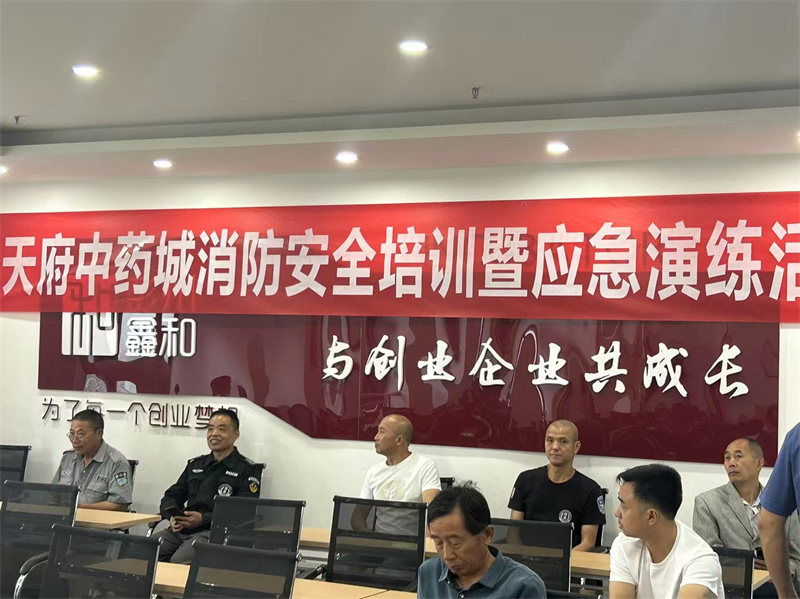 天府中药城消防安全培训暨应急演练活
鑫和
与创业企业共成长
为了每一个创业梦想